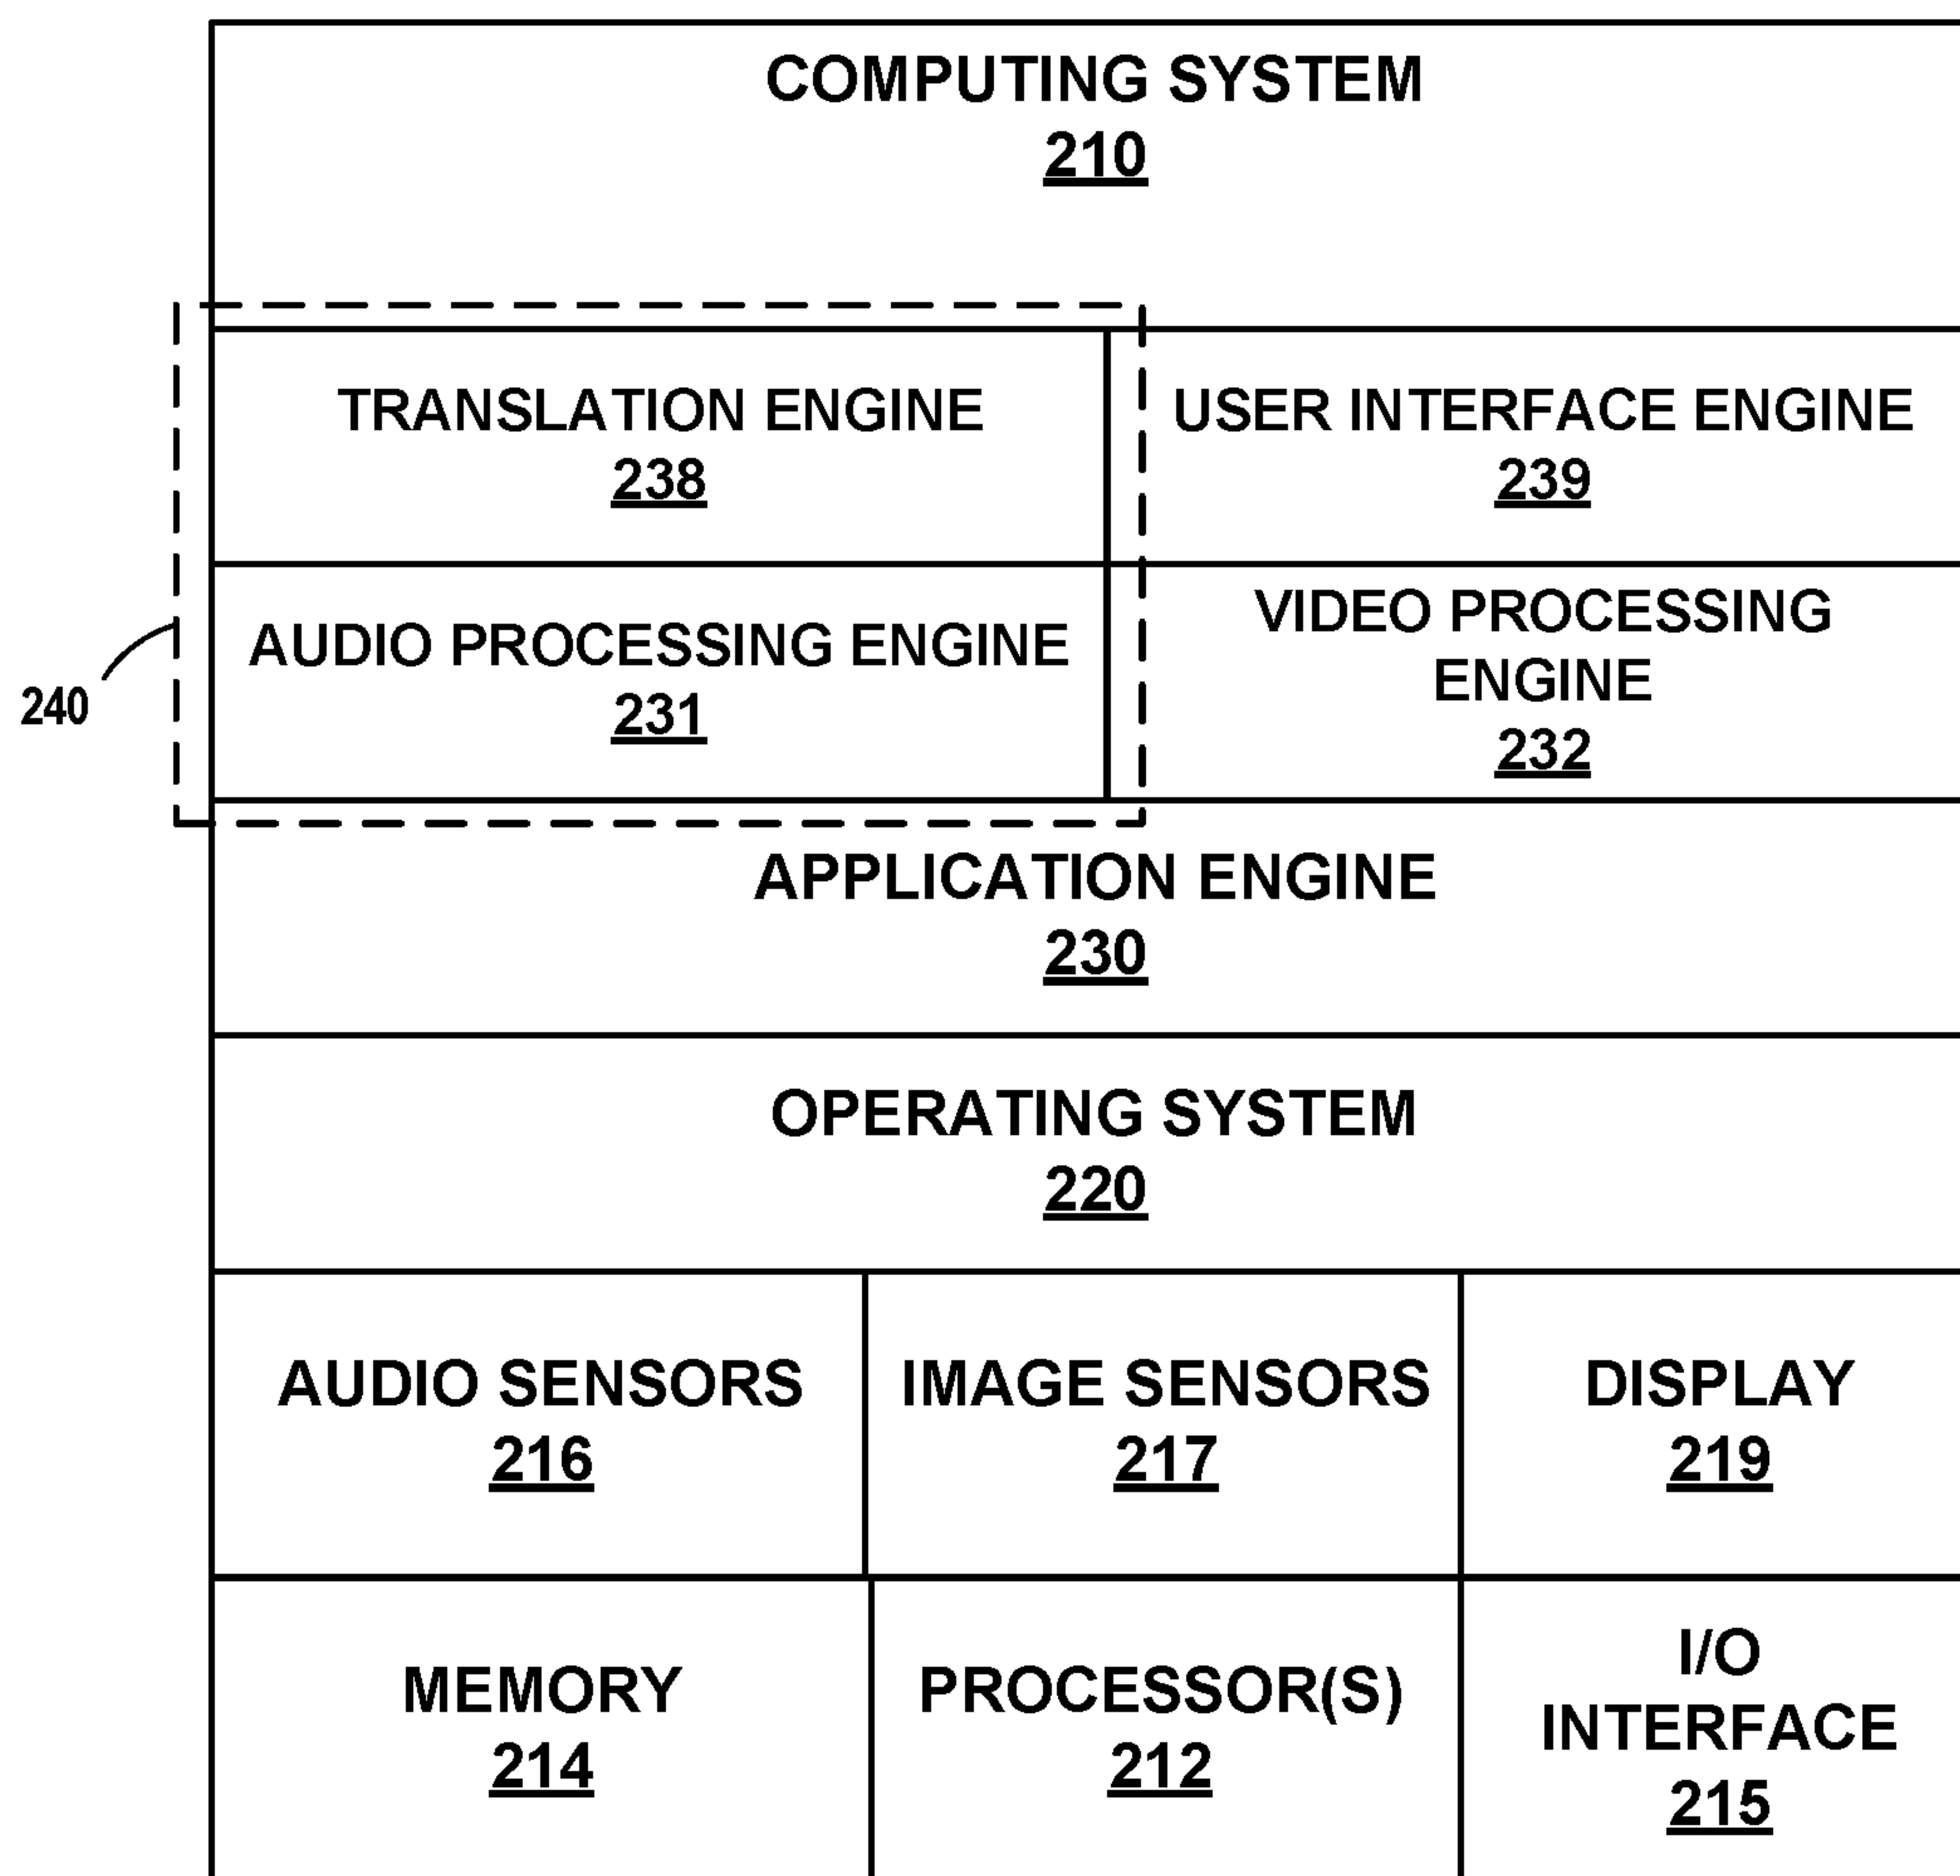 COMPUTING SYSTEM
210
TRANSLATION ENGINE
238
USER INTERFACE ENGINE
239
AUDIO PROCESSING ENGINE
231
VIDEO PROCESSING
ENGINE
232
240
APPLICATION ENGINE
230
OPERATING SYSTEM
220
AUDIO SENSORS
216
IMAGE SENSORS
217
DISPLAY
219
MEMORY
214
PROCESSOR(S)
212
I/O
INTERFACE
215